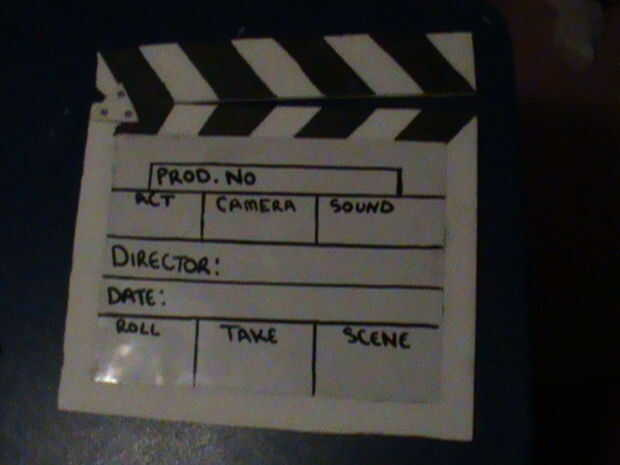 PROD. NO
ACT CAMERA SOUND
DIRECTOR:
DATE:
ROLL TAKE SCENE